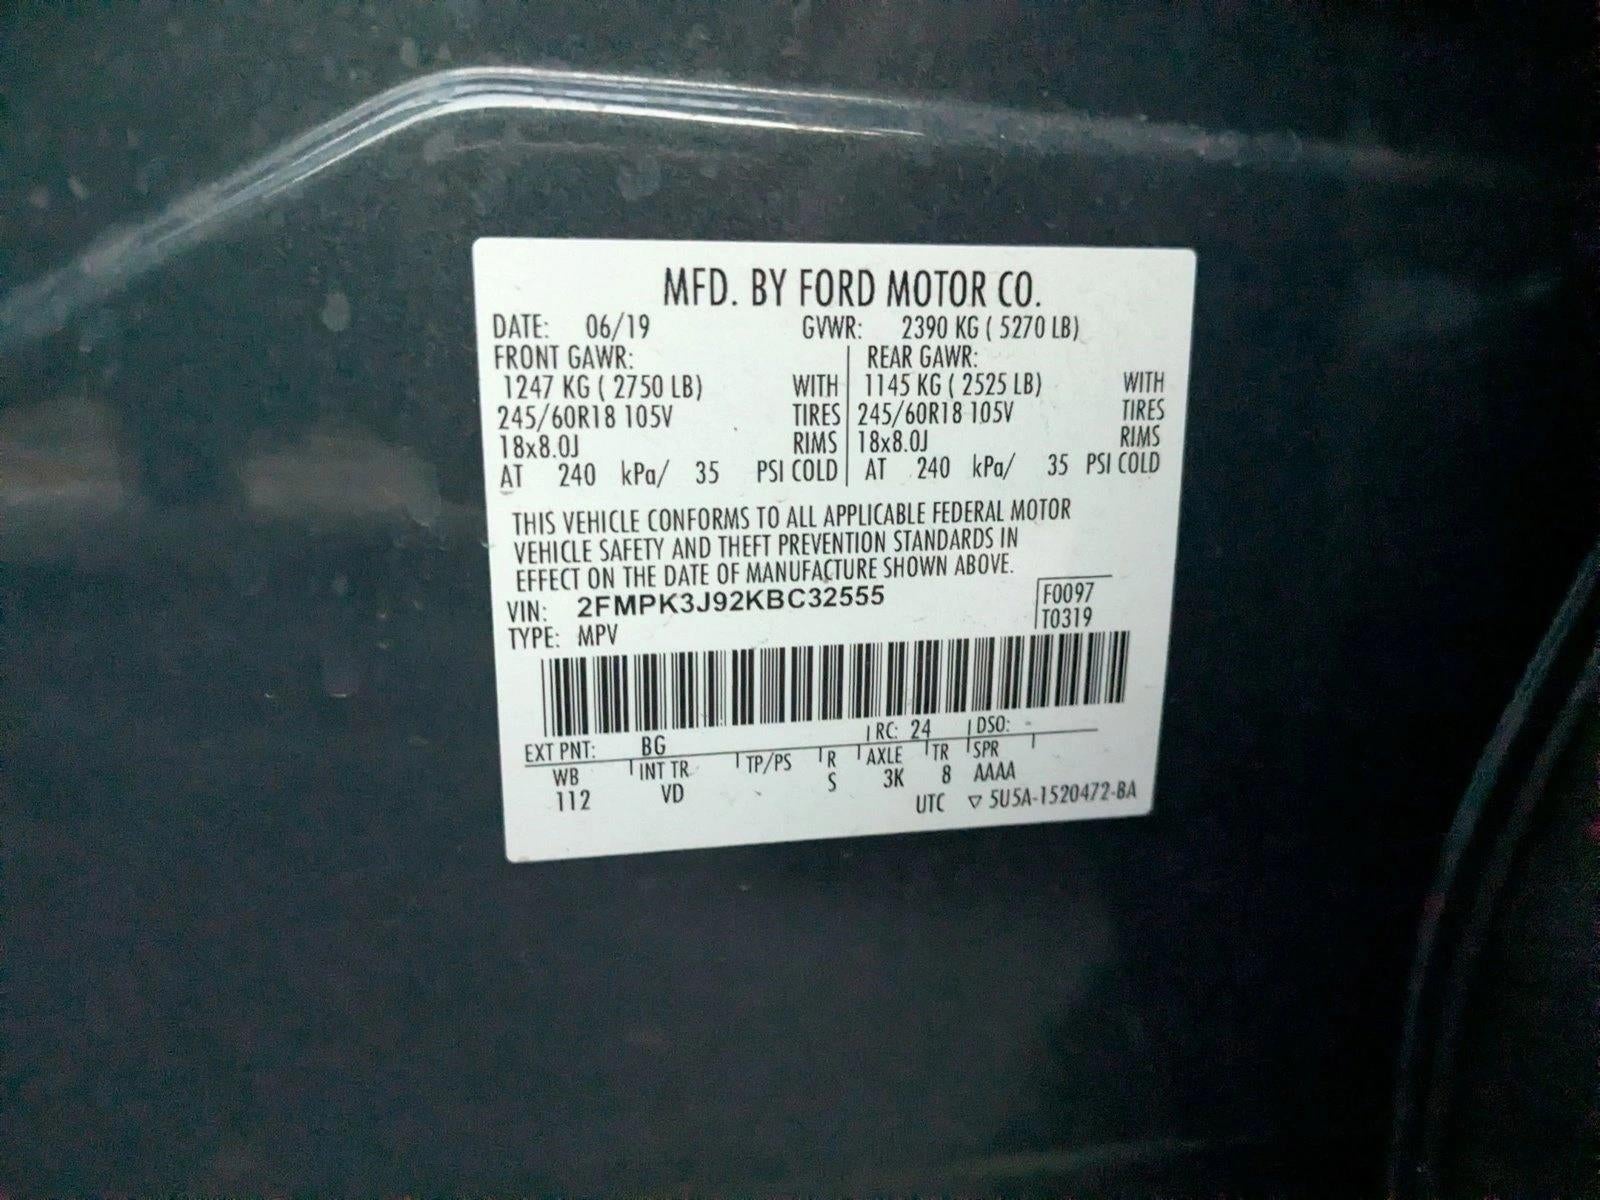 MFD. BY FORD MOTOR CO.
DATE: 06/19 GVWR: 2390 KG ( 5270 LB)
FRONT GAWR: REAR GAWR:
1247 KG ( 2750 LB) WITH 1145 KG ( 2525 LB) WITH
245/60R18 105V TIRES 245/60R18 105V TIRES
18x8.0J RIMS 18x8.0J RIMS
AT 240 kPa/ 35 PSI COLD AT 240 kPa/ 35 PSI COLD
THIS VEHICLE CONFORMS TO ALL APPLICABLE FEDERAL MOTOR
VEHICLE SAFETY AND THEFT PREVENTION STANDARDS IN
EFFECT ON THE DATE OF MANUFACTURE SHOWN ABOVE.
VIN: 2FMPK3J92KBC32555 F0097
TYPE: MPV T0319
EXT PNT: BG RC: 24 DSO:
WB INT TR TP/PS R AXLE TR SPR
112 VD S 3K 8 AAAA
UTC ▽ 5U5A-1520472-BA